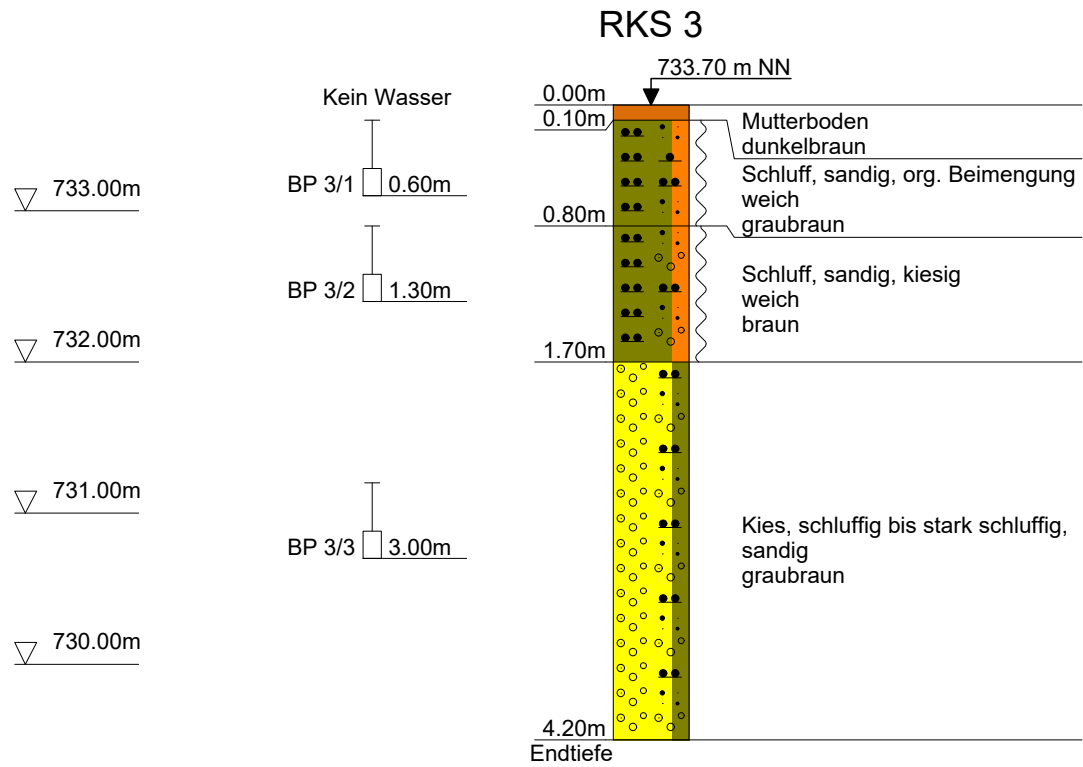 RKS 3
733.70 m NN
Kein Wasser
0.00m
0.10m
Mutterboden
dunkelbraun
733.00m
BP 3/1 0.60m
Schluff, sandig, org. Beimengung
weich
graubraun
0.80m
BP 3/2 1.30m
Schluff, sandig, kiesig
weich
braun
732.00m
1.70m
731.00m
BP 3/3 3.00m
Kies, schluffig bis stark schluffig,
sandig
graubraun
730.00m
4.20m
Endtiefe